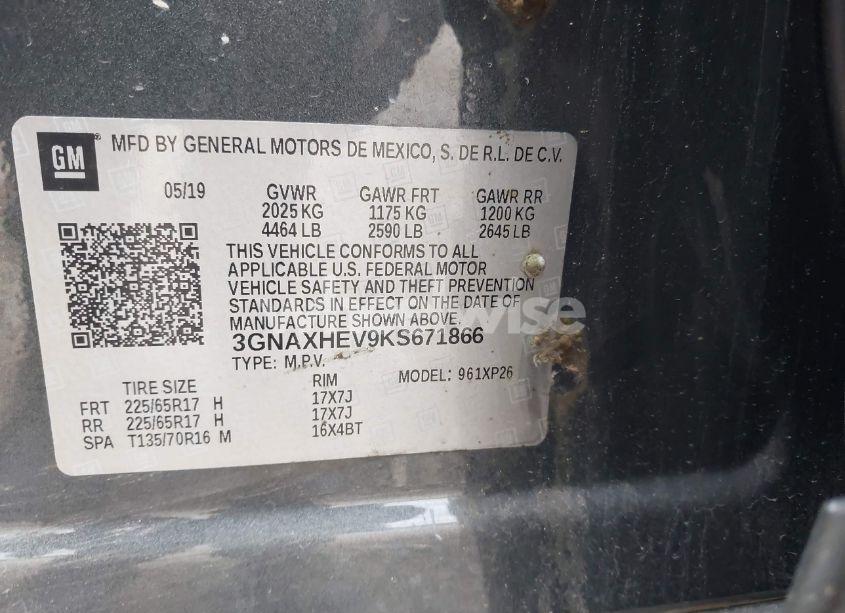 GM
MFD BY GENERAL MOTORS DE MEXICO, S. DE R.L. DE C.V.
05/19 GVWR GAWR FRT GAWR RR
2025 KG 1175 KG 1200 KG
4464 LB 2590 LB 2645 LB
THIS VEHICLE CONFORMS TO ALL
APPLICABLE U.S. FEDERAL MOTOR
VEHICLE SAFETY AND THEFT PREVENTION
STANDARDS IN EFFECT ON THE DATE OF
MANUFACTURE SHOWN ABOVE.
3GNAXHEV9KS671866
TYPE: M.P.V. MODEL: 961XP26
TIRE SIZE RIM
FRT 225/65R17 H 17X7J
RR 225/65R17 H 17X7J
SPA T135/70R16 M 16X4BT